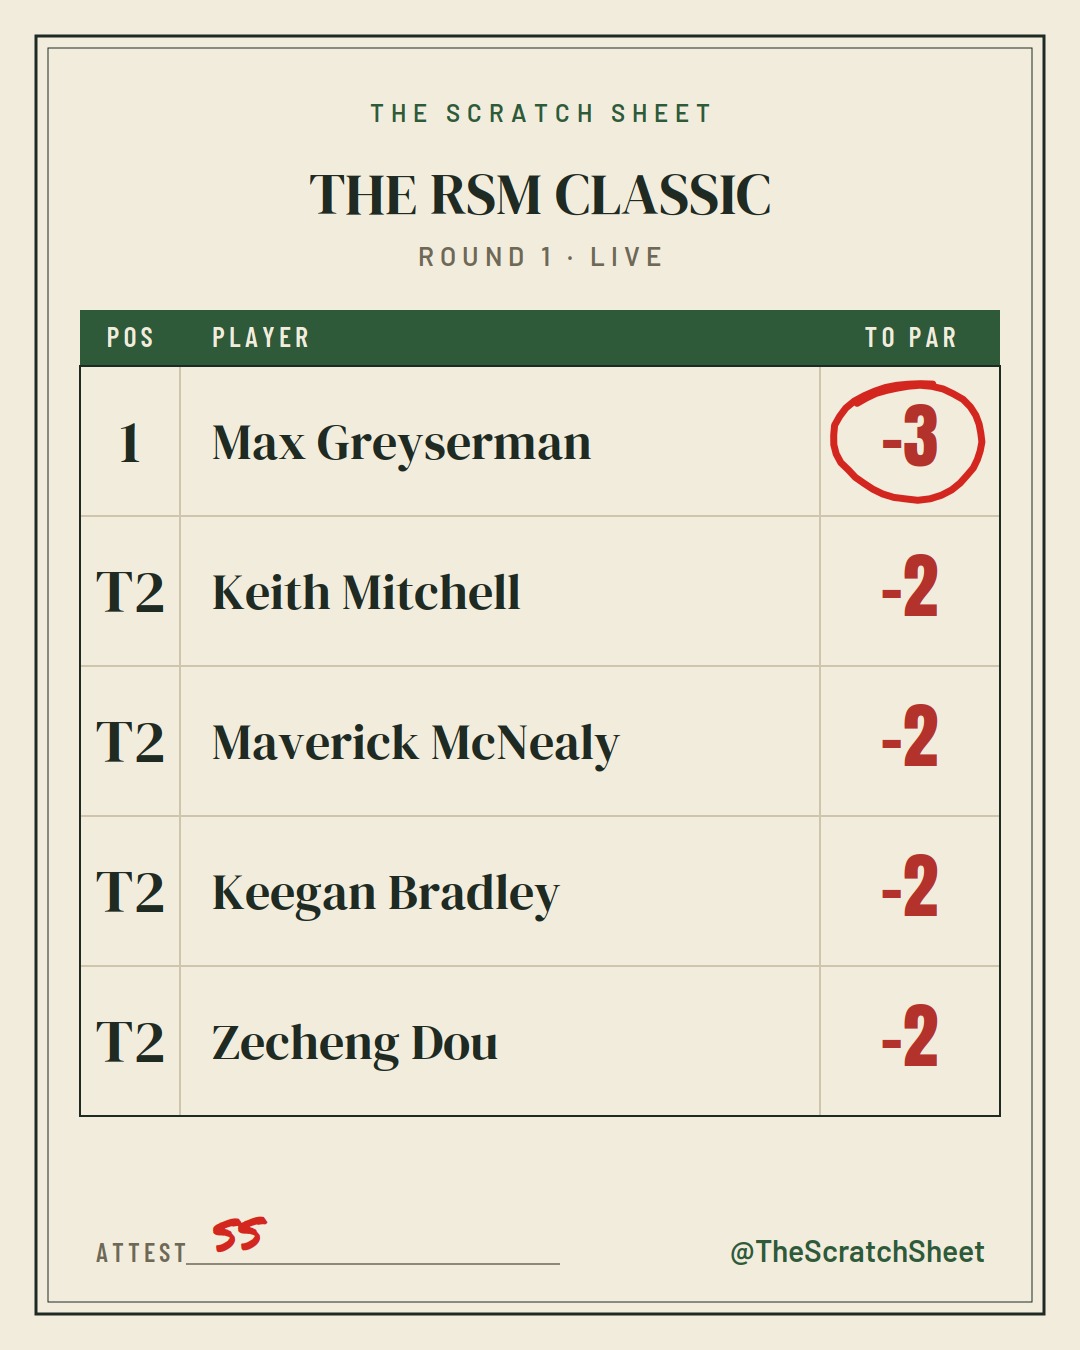 THE SCRATCH SHEET
THE RSM CLASSIC
ROUND 1 · LIVE
POS PLAYER TO PAR
1 Max Greyserman -3
T2 Keith Mitchell -2
T2 Maverick McNealy -2
T2 Keegan Bradley -2
T2 Zecheng Dou -2
ATTEST SS @TheScratchSheet